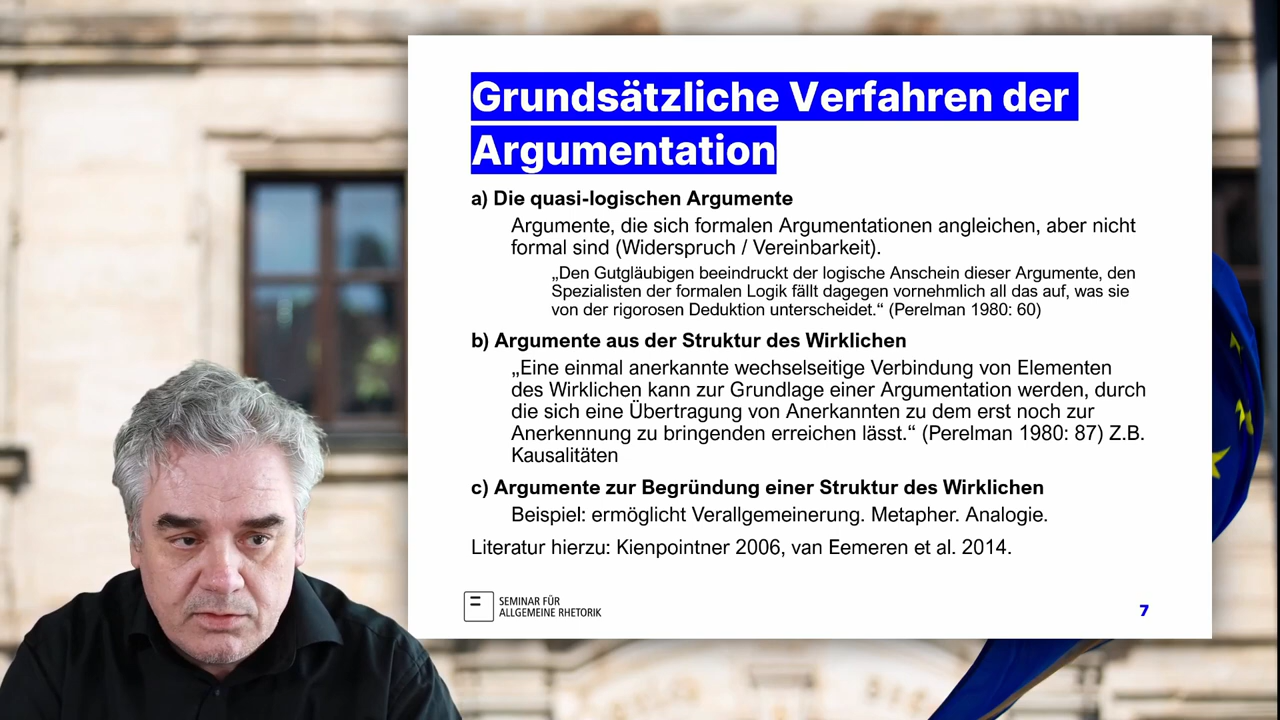 Grundsätzliche Verfahren der
Argumentation
a) Die quasi-logischen Argumente
Argumente, die sich formalen Argumentationen angleichen, aber nicht
formal sind (Widerspruch / Vereinbarkeit).
„Den Gutgläubigen beeindruckt der logische Anschein dieser Argumente, den
Spezialisten der formalen Logik fällt dagegen vornehmlich all das auf, was sie
von der rigorosen Deduktion unterscheidet.“ (Perelman 1980: 60)
b) Argumente aus der Struktur des Wirklichen
„Eine einmal anerkannte wechselseitige Verbindung von Elementen
des Wirklichen kann zur Grundlage einer Argumentation werden, durch
die sich eine Übertragung von Anerkannten zu dem erst noch zur
Anerkennung zu bringenden erreichen lässt.“ (Perelman 1980: 87) Z.B.
Kausalitäten
c) Argumente zur Begründung einer Struktur des Wirklichen
Beispiel: ermöglicht Verallgemeinerung. Metapher. Analogie.
Literatur hierzu: Kienpointner 2006, van Eemeren et al. 2014.
SEMINAR FÜR
ALLGEMEINE RHETORIK
7